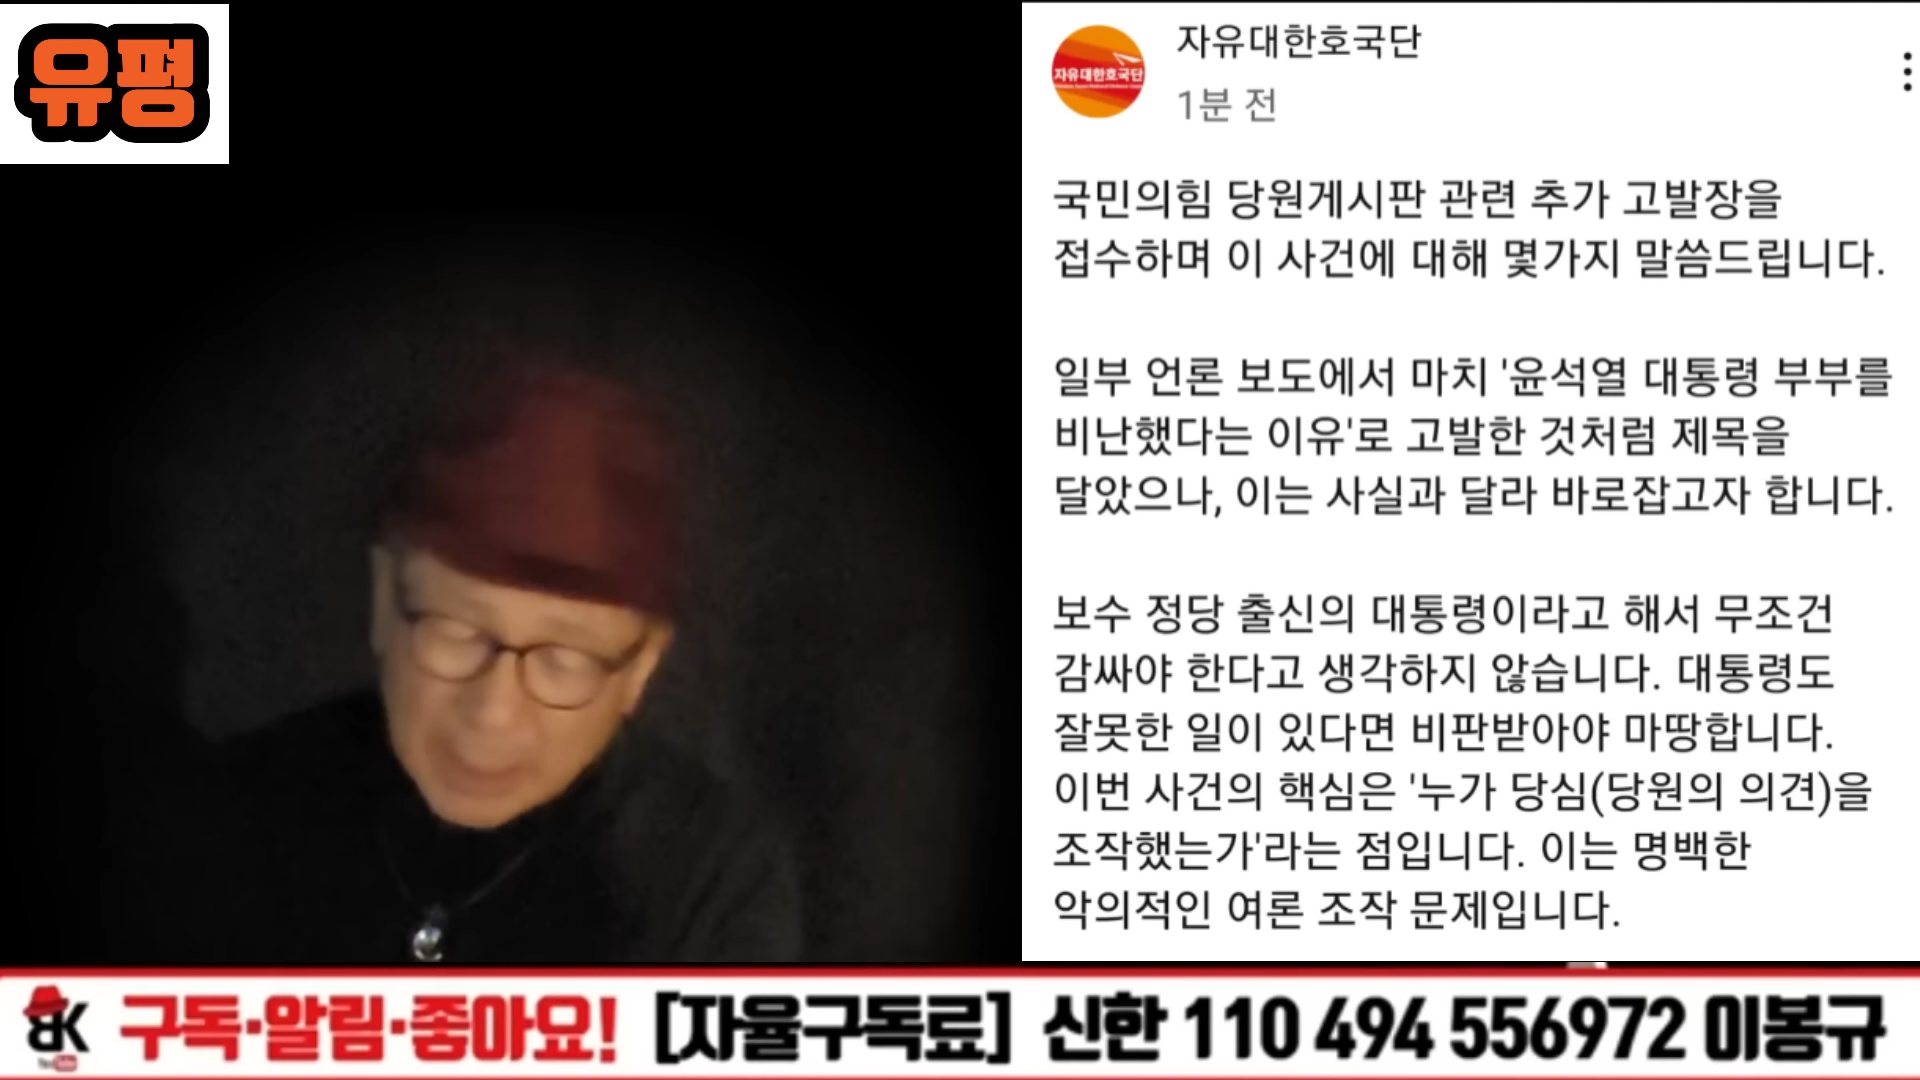 유평
자유대한호국단
자유대한호국단
1분 전
국민의힘 당원게시판 관련 추가 고발장을
접수하며 이 사건에 대해 몇가지 말씀드립니다.
일부 언론 보도에서 마치 '윤석열 대통령 부부를
비난했다는 이유'로 고발한 것처럼 제목을
달았으나, 이는 사실과 달라 바로잡고자 합니다.
보수 정당 출신의 대통령이라고 해서 무조건
감싸야 한다고 생각하지 않습니다. 대통령도
잘못한 일이 있다면 비판받아야 마땅합니다.
이번 사건의 핵심은 '누가 당심(당원의 의견)을
조작했는가'라는 점입니다. 이는 명백한
악의적인 여론 조작 문제입니다.
BK 구독·알림·좋아요! [자율구독료] 신한 110 494 556972 이봉규
YouTube